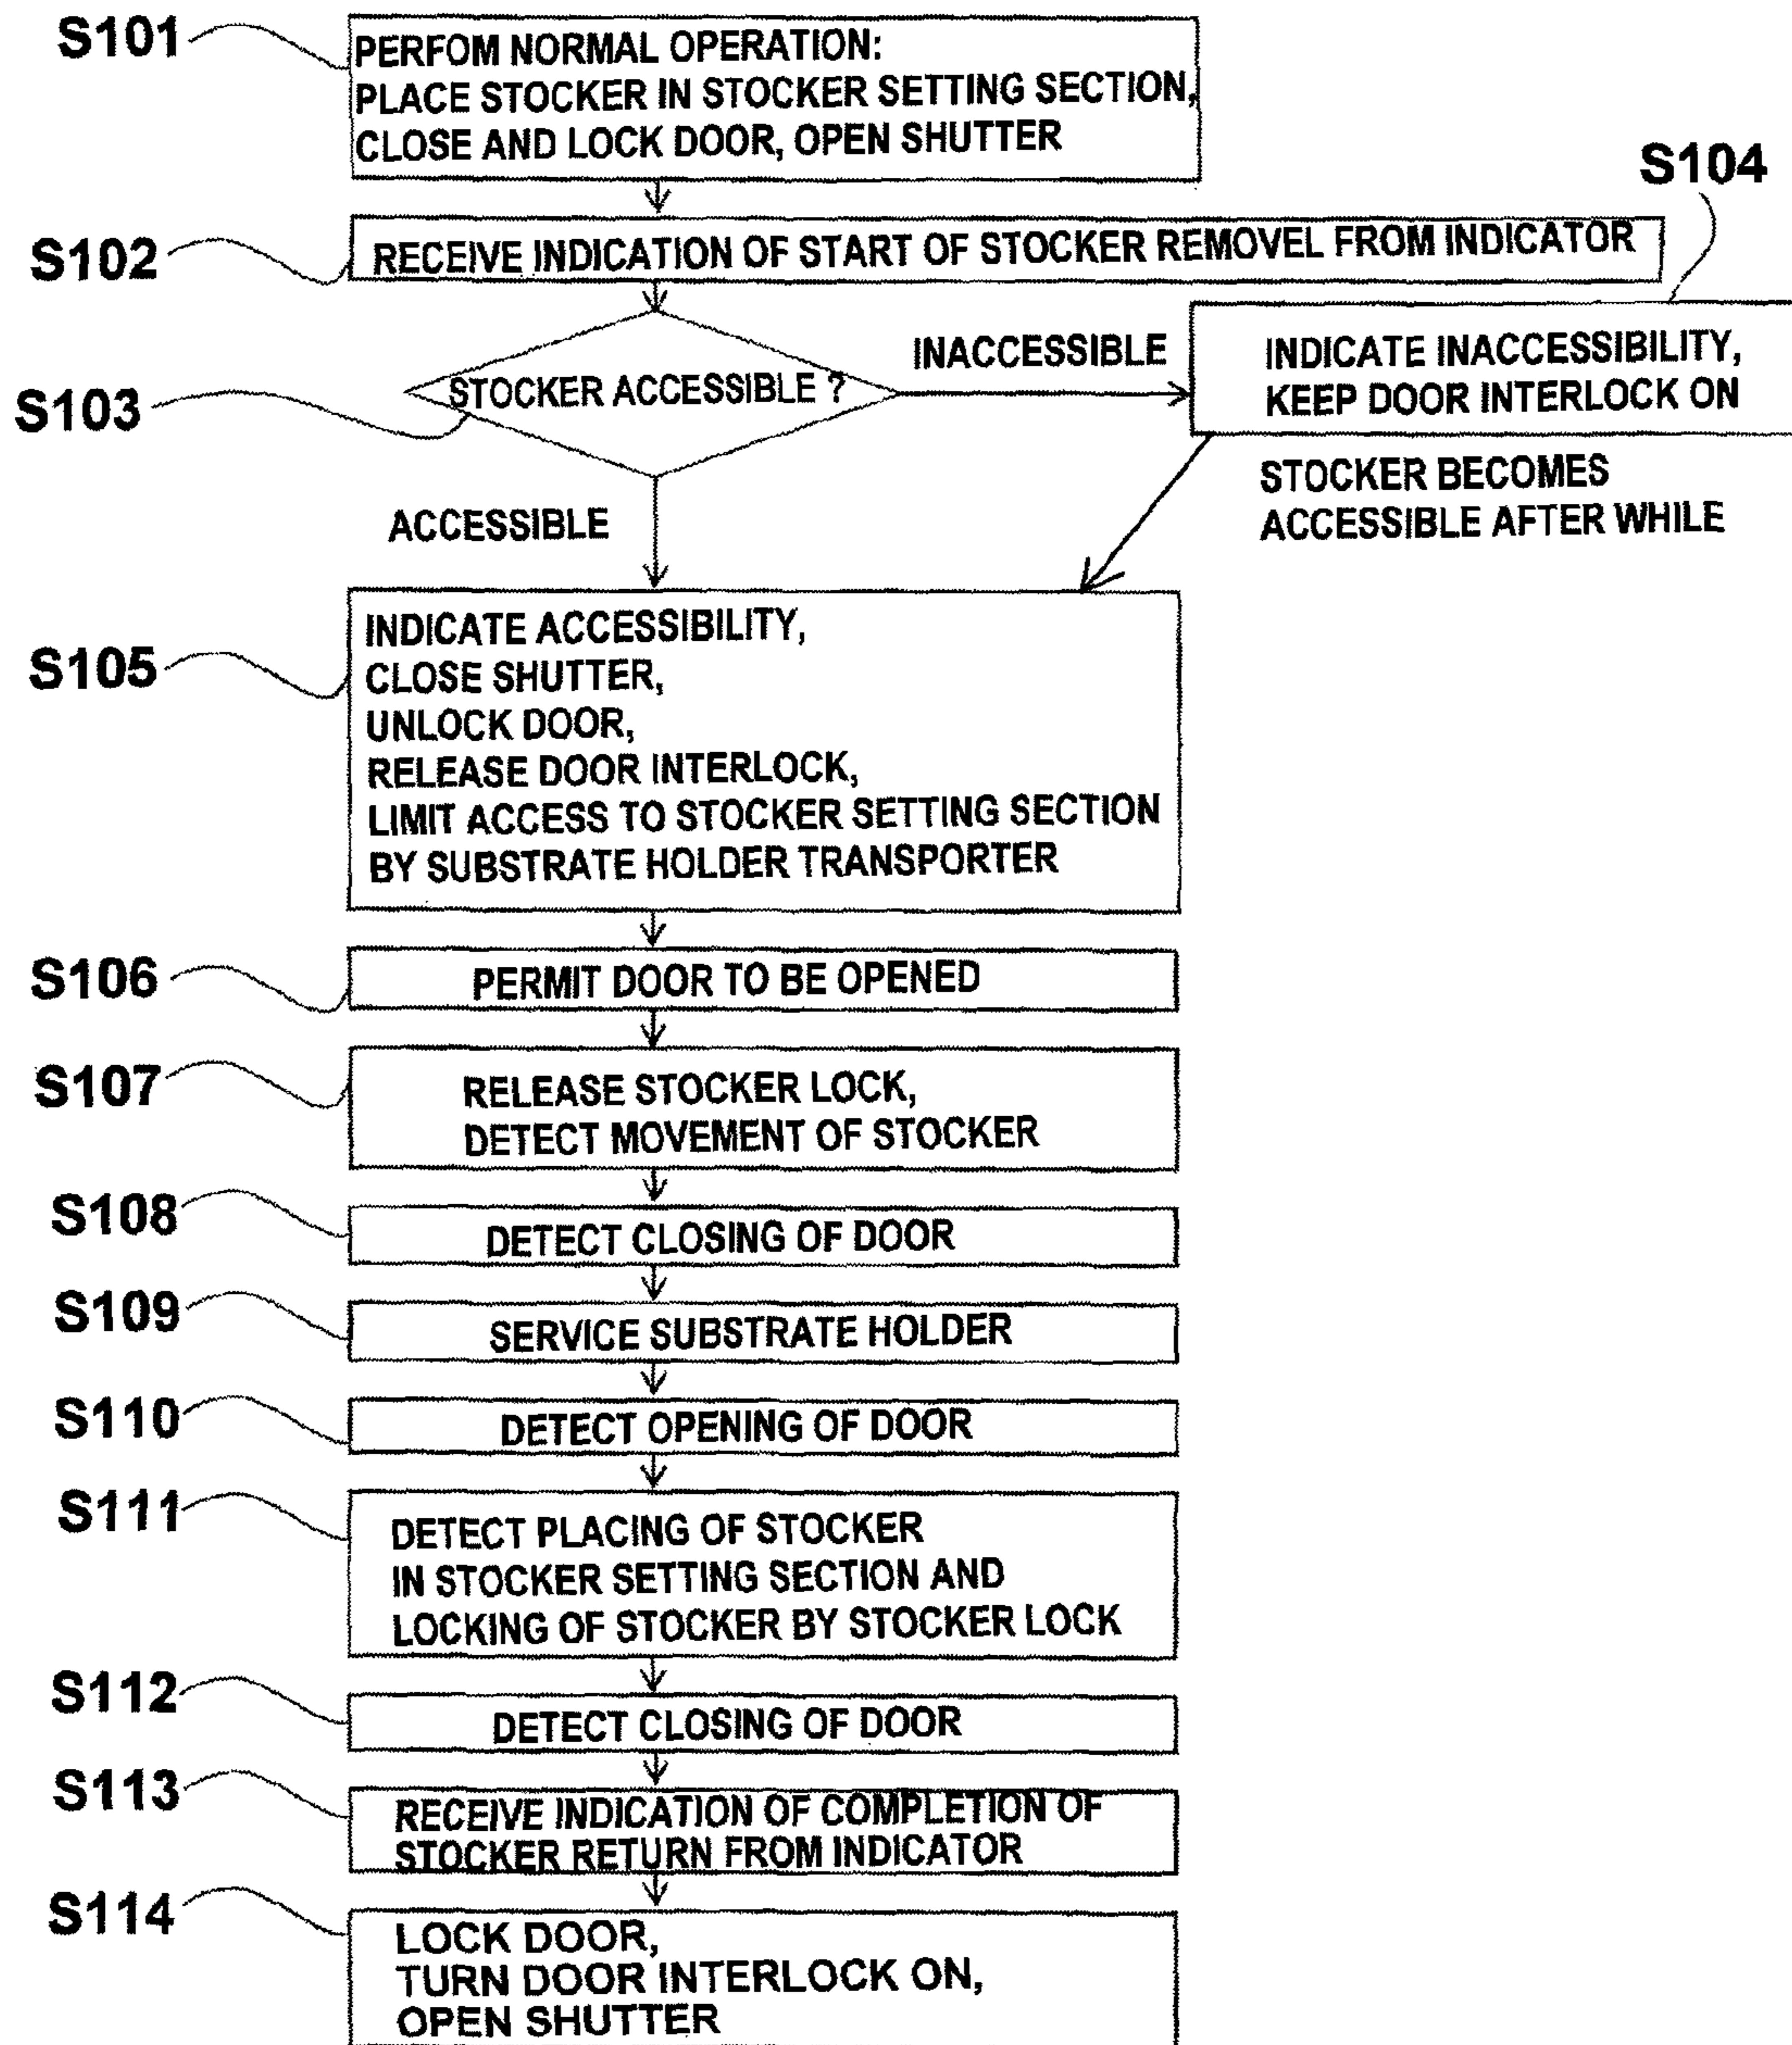 S101
PERFOM NORMAL OPERATION:
PLACE STOCKER IN STOCKER SETTING SECTION,
CLOSE AND LOCK DOOR, OPEN SHUTTER
S104
S102
RECEIVE INDICATION OF START OF STOCKER REMOVEL FROM INDICATOR
S103
STOCKER ACCESSIBLE ?
INACCESSIBLE
INDICATE INACCESSIBILITY,
KEEP DOOR INTERLOCK ON
STOCKER BECOMES
ACCESSIBLE AFTER WHILE
ACCESSIBLE
S105
INDICATE ACCESSIBILITY,
CLOSE SHUTTER,
UNLOCK DOOR,
RELEASE DOOR INTERLOCK,
LIMIT ACCESS TO STOCKER SETTING SECTION
BY SUBSTRATE HOLDER TRANSPORTER
S106
PERMIT DOOR TO BE OPENED
S107
RELEASE STOCKER LOCK,
DETECT MOVEMENT OF STOCKER
S108
DETECT CLOSING OF DOOR
S109
SERVICE SUBSTRATE HOLDER
S110
DETECT OPENING OF DOOR
S111
DETECT PLACING OF STOCKER
IN STOCKER SETTING SECTION AND
LOCKING OF STOCKER BY STOCKER LOCK
S112
DETECT CLOSING OF DOOR
S113
RECEIVE INDICATION OF COMPLETION OF
STOCKER RETURN FROM INDICATOR
S114
LOCK DOOR,
TURN DOOR INTERLOCK ON,
OPEN SHUTTER